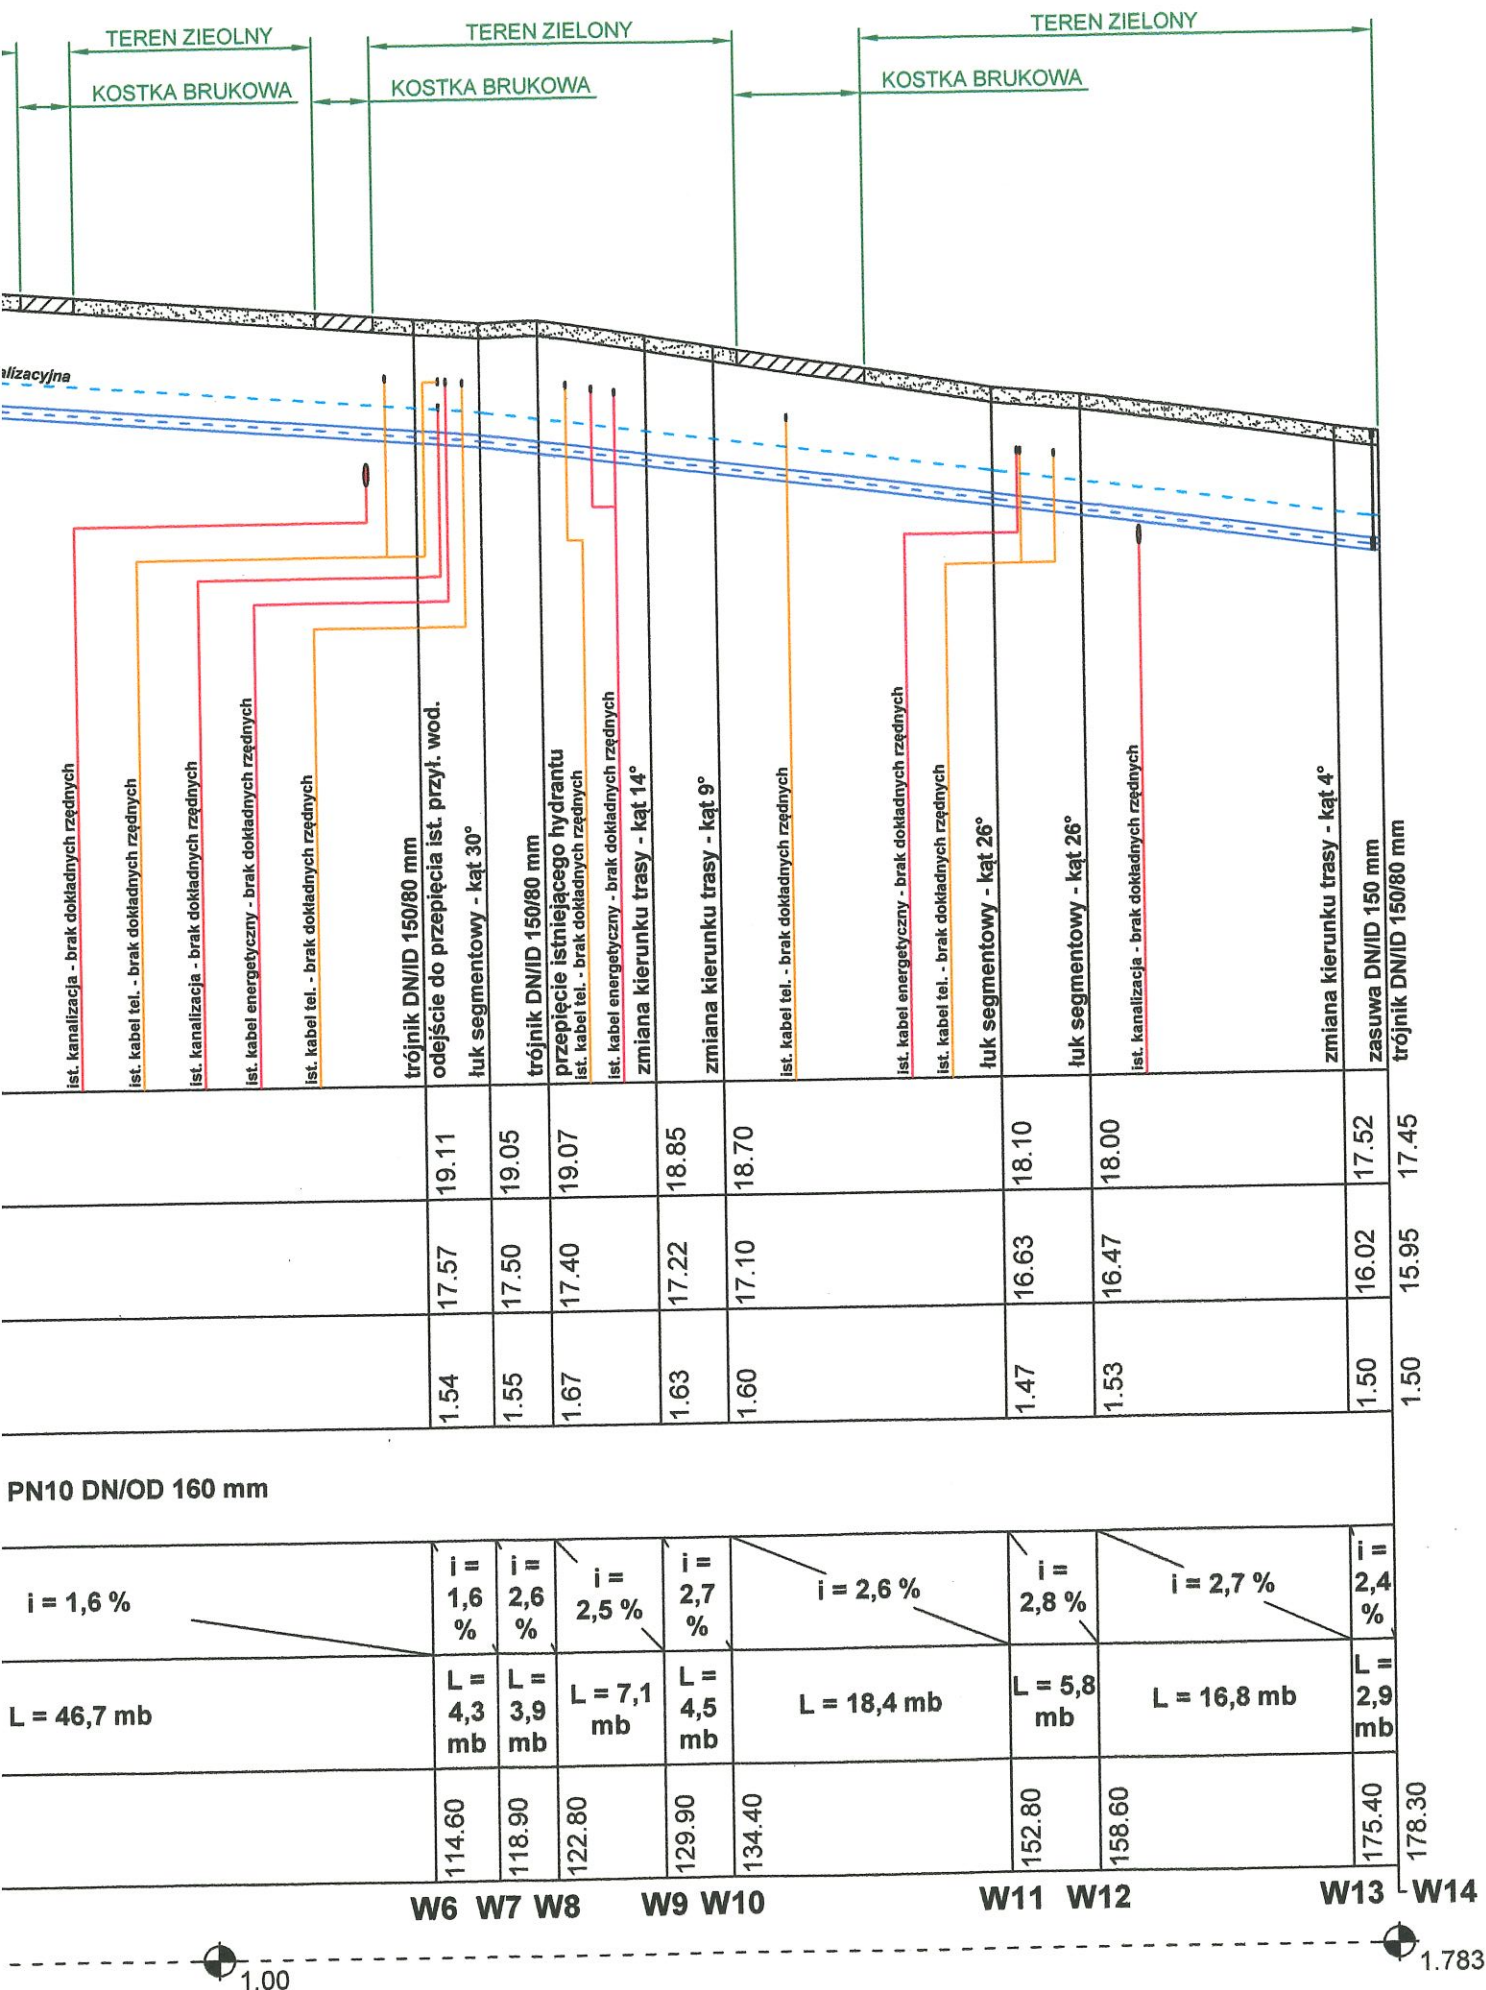 TEREN ZIEOLNY
TEREN ZIELONY
TEREN ZIELONY
KOSTKA BRUKOWA
KOSTKA BRUKOWA
KOSTKA BRUKOWA
alizacyjna
ist. kanalizacja - brak dokładnych rzędnych
ist. kabel tel. - brak dokładnych rzędnych
ist. kanalizacja - brak dokładnych rzędnych
ist. kabel energetyczny - brak dokładnych rzędnych
ist. kabel tel. - brak dokładnych rzędnych
trójnik DN/ID 150/80 mm
odejście do przepięcia ist. przył. wod.
łuk segmentowy - kąt 30°
trójnik DN/ID 150/80 mm
przepięcie istniejącego hydrantu
ist. kabel tel. - brak dokładnych rzędnych
ist. kabel energetyczny - brak dokładnych rzędnych
zmiana kierunku trasy - kąt 14°
zmiana kierunku trasy - kąt 9°
ist. kabel tel. - brak dokładnych rzędnych
ist. kabel energetyczny - brak dokładnych rzędnych
ist. kabel tel. - brak dokładnych rzędnych
łuk segmentowy - kąt 26°
łuk segmentowy - kąt 26°
ist. kanalizacja - brak dokładnych rzędnych
zmiana kierunku trasy - kąt 4°
zasuwa DN/ID 150 mm
trójnik DN/ID 150/80 mm
19.11
19.05
19.07
18.85
18.70
18.10
18.00
17.52
17.45
17.57
17.50
17.40
17.22
17.10
16.63
16.47
16.02
15.95
1.54
1.55
1.67
1.63
1.60
1.47
1.53
1.50
1.50
PN10 DN/OD 160 mm
i = 1,6 %
i =
1,6
%
i =
2,6
%
i =
2,5 %
i =
2,7
%
i = 2,6 %
i =
2,8 %
i = 2,7 %
i =
2,4
%
L = 46,7 mb
L =
4,3
mb
L =
3,9
mb
L = 7,1
mb
L =
4,5
mb
L = 18,4 mb
L = 5,8
mb
L = 16,8 mb
L =
2,9
mb
114.60
118.90
122.80
129.90
134.40
152.80
158.60
175.40
178.30
W6 W7 W8 W9 W10 W11 W12 W13 W14
1.00
1.783